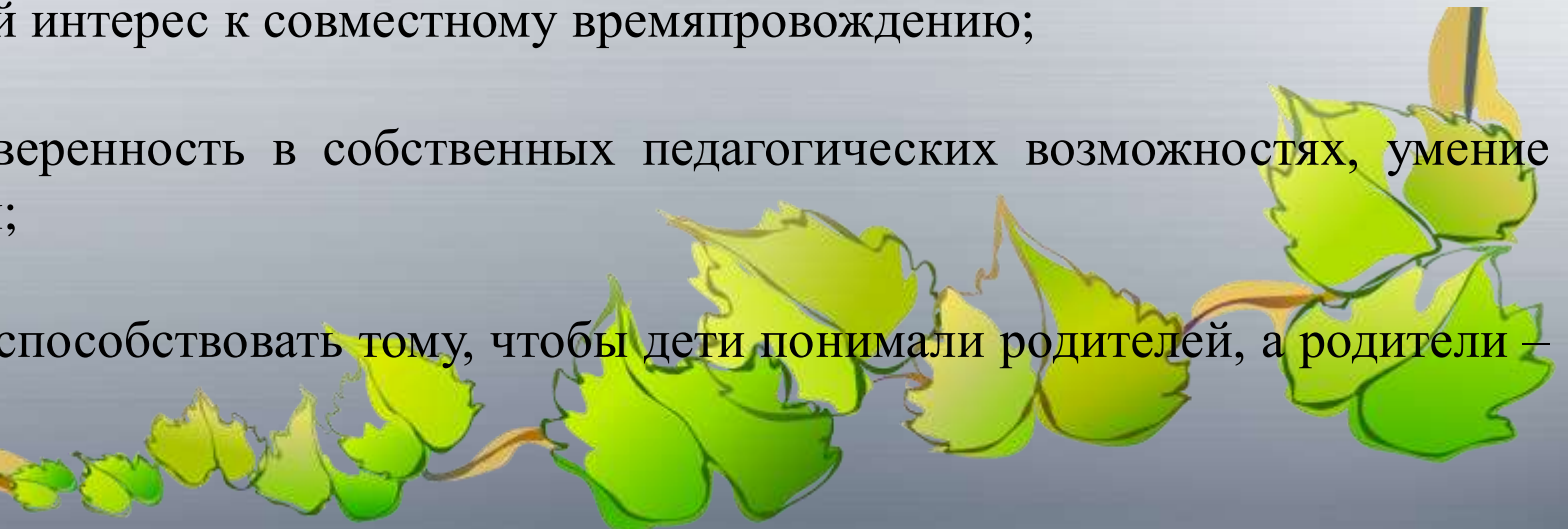 й интерес к совместному времяпровождению;
веренность в собственных педагогических возможностях, умение
;
способствовать тому, чтобы дети понимали родителей, а родители –